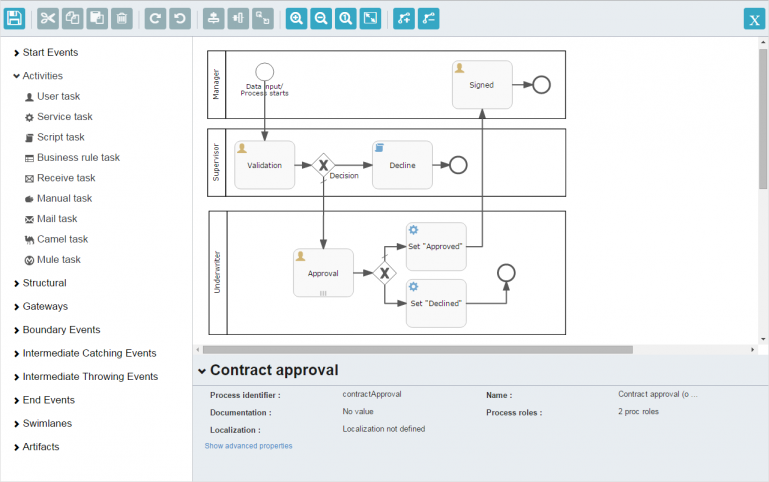 X
Start Events
Activities
User task
Service task
Script task
Business rule task
Receive task
Manual task
Mail task
Camel task
Mule task
Structural
Gateways
Boundary Events
Intermediate Catching Events
Intermediate Throwing Events
End Events
Swimlanes
Artifacts
Manager
Data input/
Process starts
Signed
Supervisor
Validation
X
Decision
Decline
Underwriter
Approval
X
Set "Approved"
Set "Declined"
Contract approval
Process identifier : contractApproval Name : Contract approval (o ...
Documentation : No value Process roles : 2 proc roles
Localization : Localization not defined
Show advanced properties